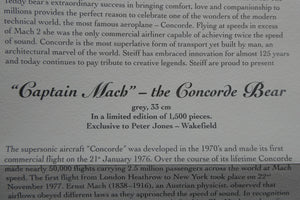 Teddy bear's extraordinary success in bringing comfort, love and companionship to
millions provides the perfect reason to celebrate one of the wonders of the modern
technical world, the most famous aeroplane – Concorde. Flying at speeds in excess
of Mach 2 she was the only commercial airliner capable of achieving twice the speed
of sound. Concorde is the most superlative form of transport yet built by man, an
architectural marvel of the world. Steiff has embraced innovation for almost 125 years
and today continues to pay tribute to creative legends. Steiff are proud to present
"Captain Mach" – the Concorde Bear
grey, 33 cm
In a limited edition of 1,500 pieces.
Exclusive to Peter Jones – Wakefield
The supersonic aircraft "Concorde" was developed in the 1970's and made its first
commercial flight on the 21st January 1976. Over the course of its lifetime Concorde
made nearly 50,000 flights carrying 2.5 million passengers across the world at Mach
speed. The first flight from London Heathrow to New York took place on 22nd
November 1977. Ernst Mach (1838–1916), an Austrian physicist, observed that
airflows obeyed different laws as they approached the speed of sound. In recognition